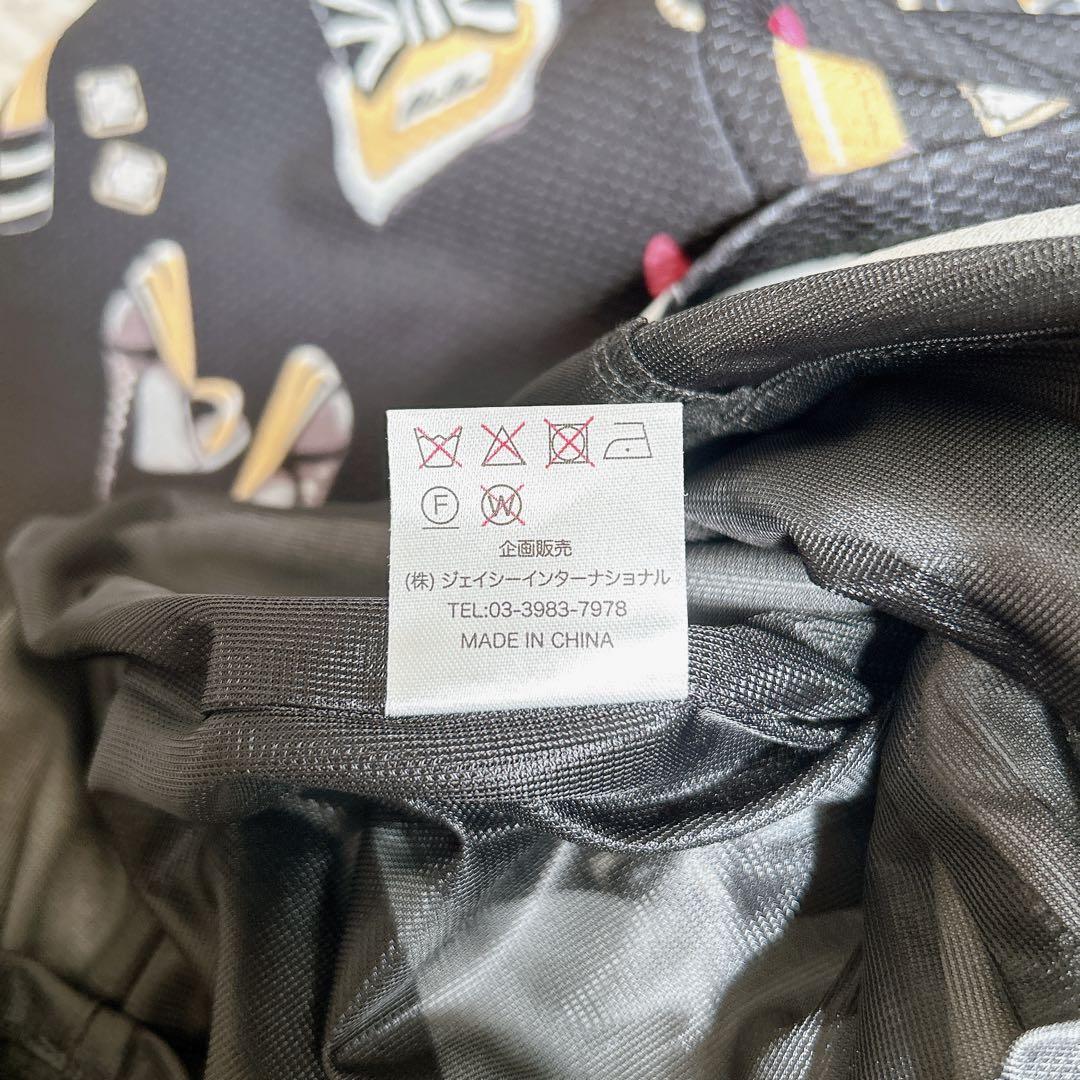 F
W
企画販売
(株) ジェイシーインターナショナル
TEL:03-3983-7978
MADE IN CHINA